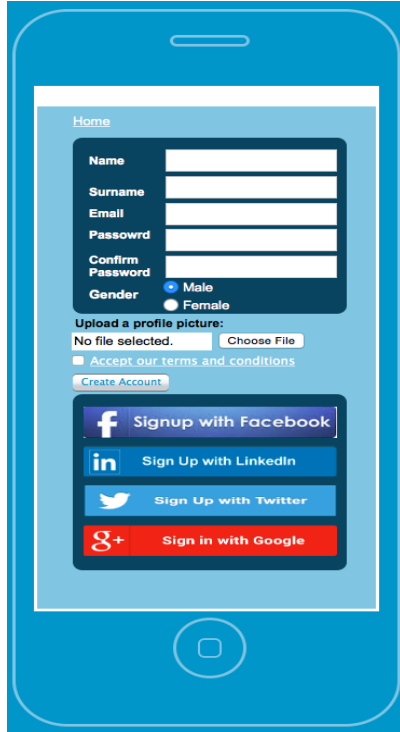 Home
Name
Surname
Email
Passowrd
Confirm
Password
Gender
Male
Female
Upload a profile picture:
No file selected. Choose File
Accept our terms and conditions
Create Account
f Signup with Facebook
in Sign Up with LinkedIn
Sign Up with Twitter
g+ Sign in with Google